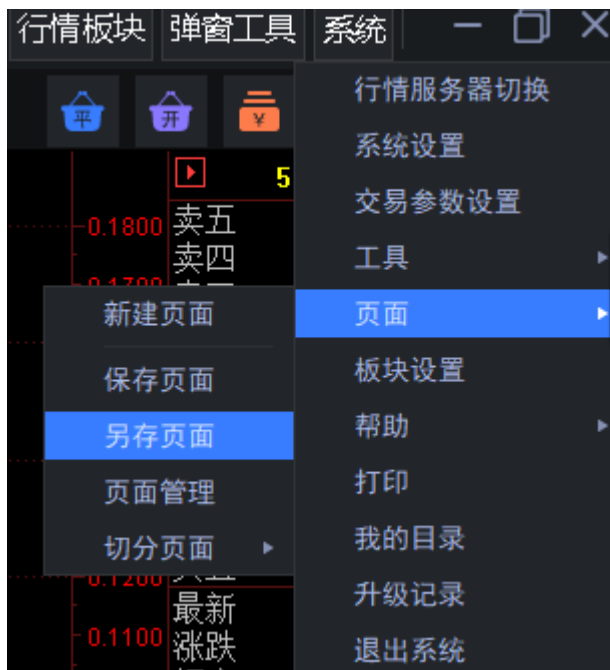 行情板块 弹窗工具 系统
平 开 ¥
行情服务器切换
系统设置
交易参数设置
工具
页面
板块设置
帮助
打印
我的目录
升级记录
退出系统
新建页面
保存页面
另存页面
页面管理
切分页面
5
0.1800
卖五
卖四
0.1200
最新
0.1100
涨跌